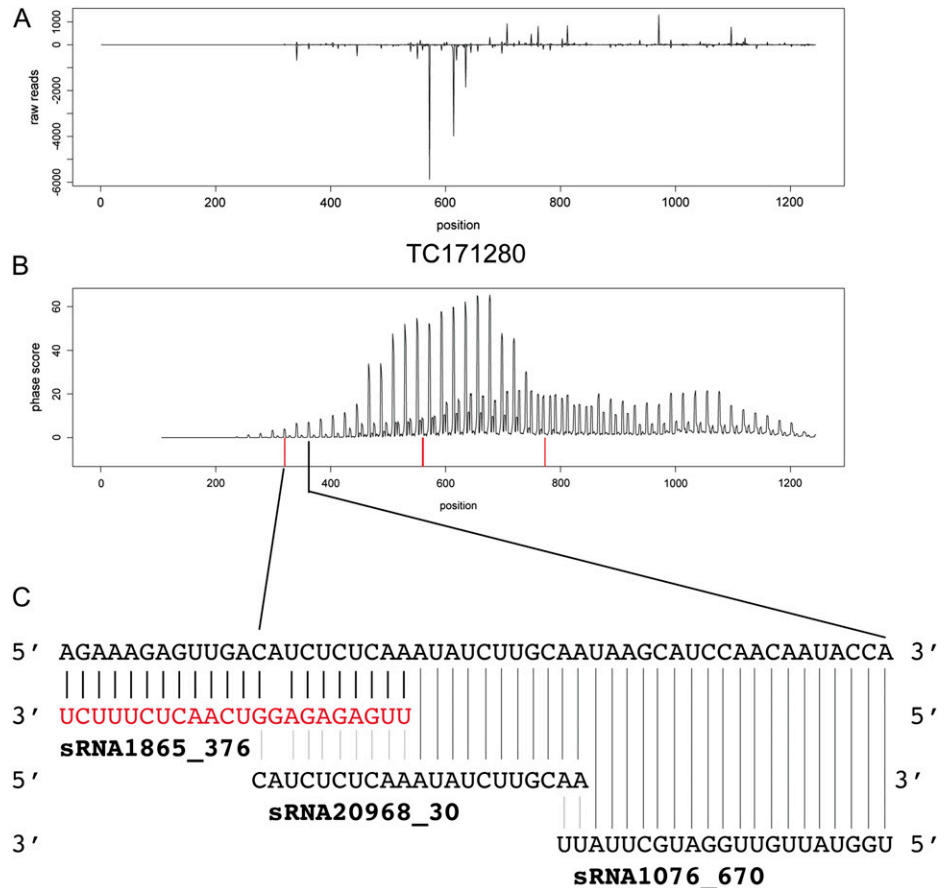 A
1000
0
-2000
-4000
-6000
raw reads
0 200 400 600 800 1000 1200
position
TC171280
B
60
40
20
0
phase score
0 200 400 600 800 1000 1200
position
C
5′ AGAAAGAGUUGACAUCUCUCAAAUAUCUUGCAAUAAGCAUCCAACAAUACCA 3′
3′ UCUUUCUCAACUGGAGAGAGUU 5′
sRNA1865_376
5′ CAUCUCUCAAAUAUCUUGCAA 3′
sRNA20968_30
3′ UUAUUCGUAGGUUGUUAUGGU 5′
sRNA1076_670